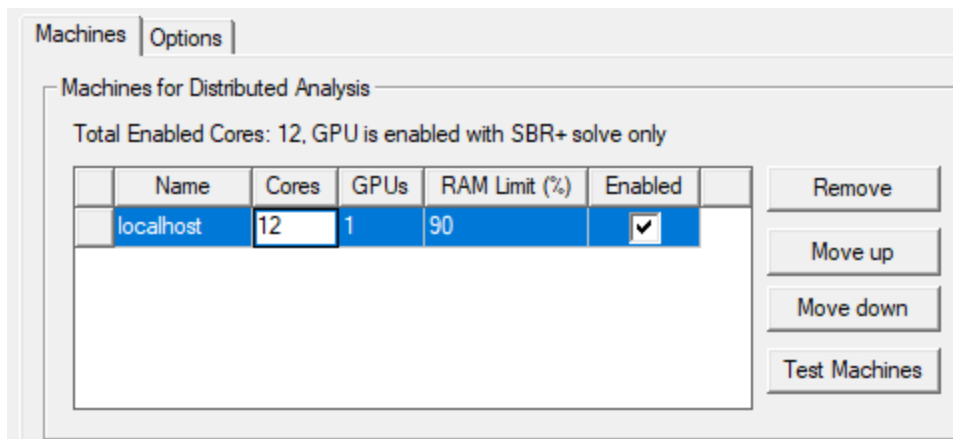 Machines Options
Machines for Distributed Analysis
Total Enabled Cores: 12, GPU is enabled with SBR+ solve only
Name Cores GPUs RAM Limit (%) Enabled
localhost 12 1 90
Remove
Move up
Move down
Test Machines